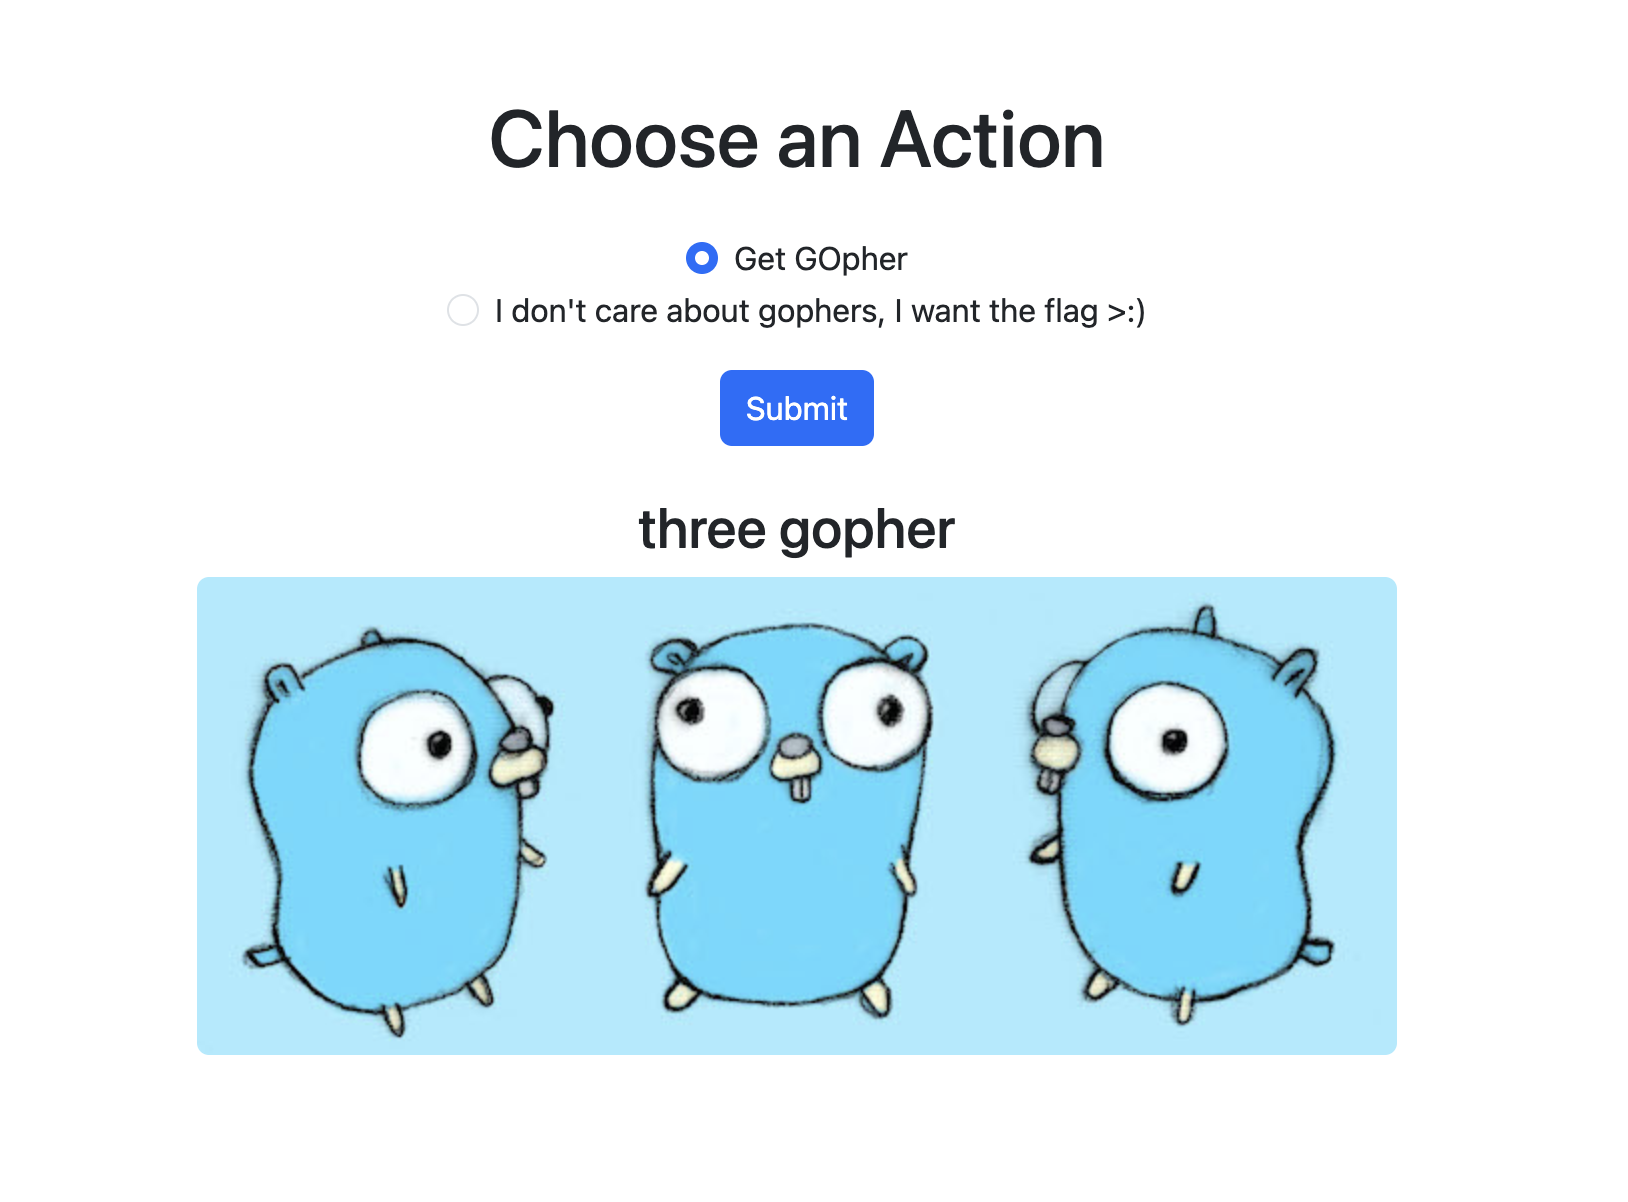 Choose an Action
Get GOpher
I don't care about gophers, I want the flag >:)
Submit
three gopher